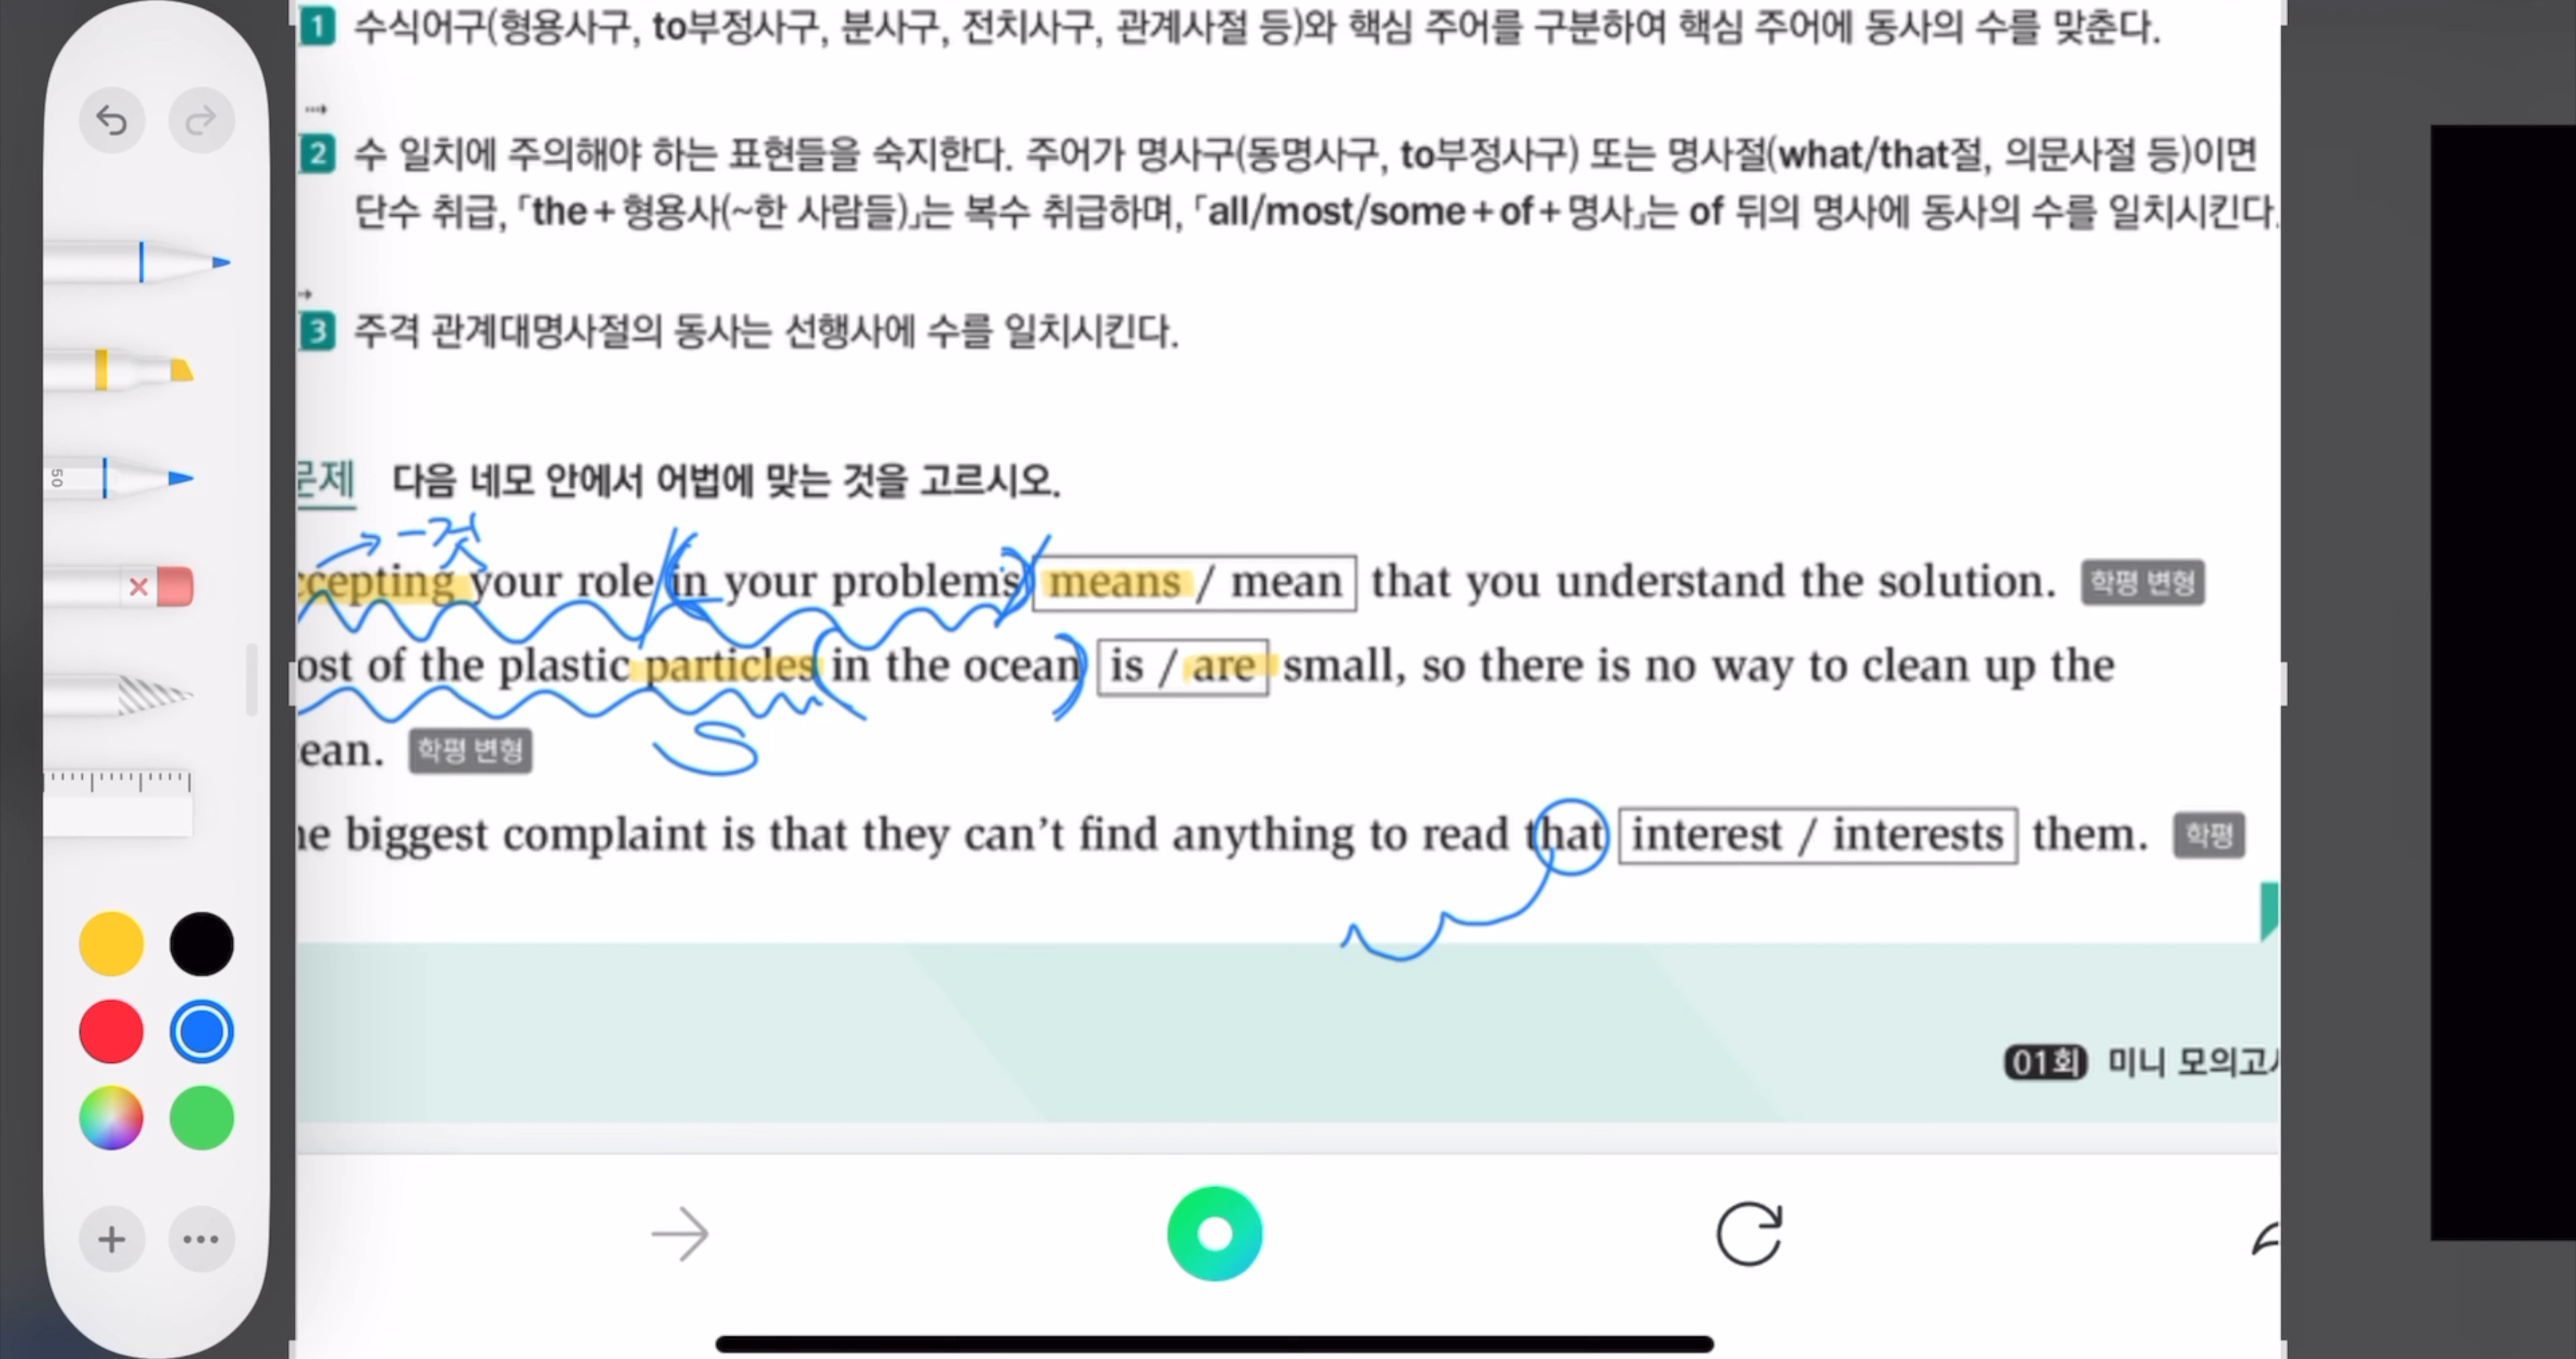 1 수식어구(형용사구, to부정사구, 분사구, 전치사구, 관계사절 등)와 핵심 주어를 구분하여 핵심 주어에 동사의 수를 맞춘다.
2 수 일치에 주의해야 하는 표현들을 숙지한다. 주어가 명사구(동명사구, to부정사구) 또는 명사절(what/that절, 의문사절 등)이면
단수 취급, 「the+형용사(~한 사람들)」는 복수 취급하며, 「all/most/some+of+명사」는 of 뒤의 명사에 동사의 수를 일치시킨다.
3 주격 관계대명사절의 동사는 선행사에 수를 일치시킨다.
문제 다음 네모 안에서 어법에 맞는 것을 고르시오.
-것
ccepting your role in your problems means / mean that you understand the solution. 학평 변형
ost of the plastic particles in the ocean is / are small, so there is no way to clean up the
S
ean. 학평 변형
he biggest complaint is that they can't find anything to read that interest / interests them. 학평
01회 미니 모의고사
50